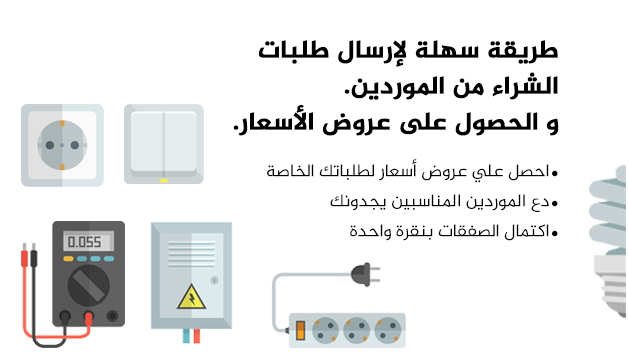 طريقة سهلة لإرسال طلبات
الشراء من الموردين.
و الحصول على عروض الأسعار.
•احصل علي عروض أسعار لطلباتك الخاصة
•دع الموردين المناسبين يجدونك
•اكتمال الصفقات بنقرة واحدة
0.055